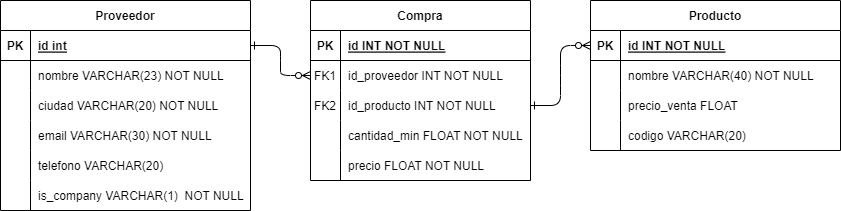 Proveedor
PK id int
nombre VARCHAR(23) NOT NULL
ciudad VARCHAR(20) NOT NULL
email VARCHAR(30) NOT NULL
telefono VARCHAR(20)
is_company VARCHAR(1) NOT NULL
Compra
PK id INT NOT NULL
FK1 id_proveedor INT NOT NULL
FK2 id_producto INT NOT NULL
cantidad_min FLOAT NOT NULL
precio FLOAT NOT NULL
Producto
PK id INT NOT NULL
nombre VARCHAR(40) NOT NULL
precio_venta FLOAT
codigo VARCHAR(20)